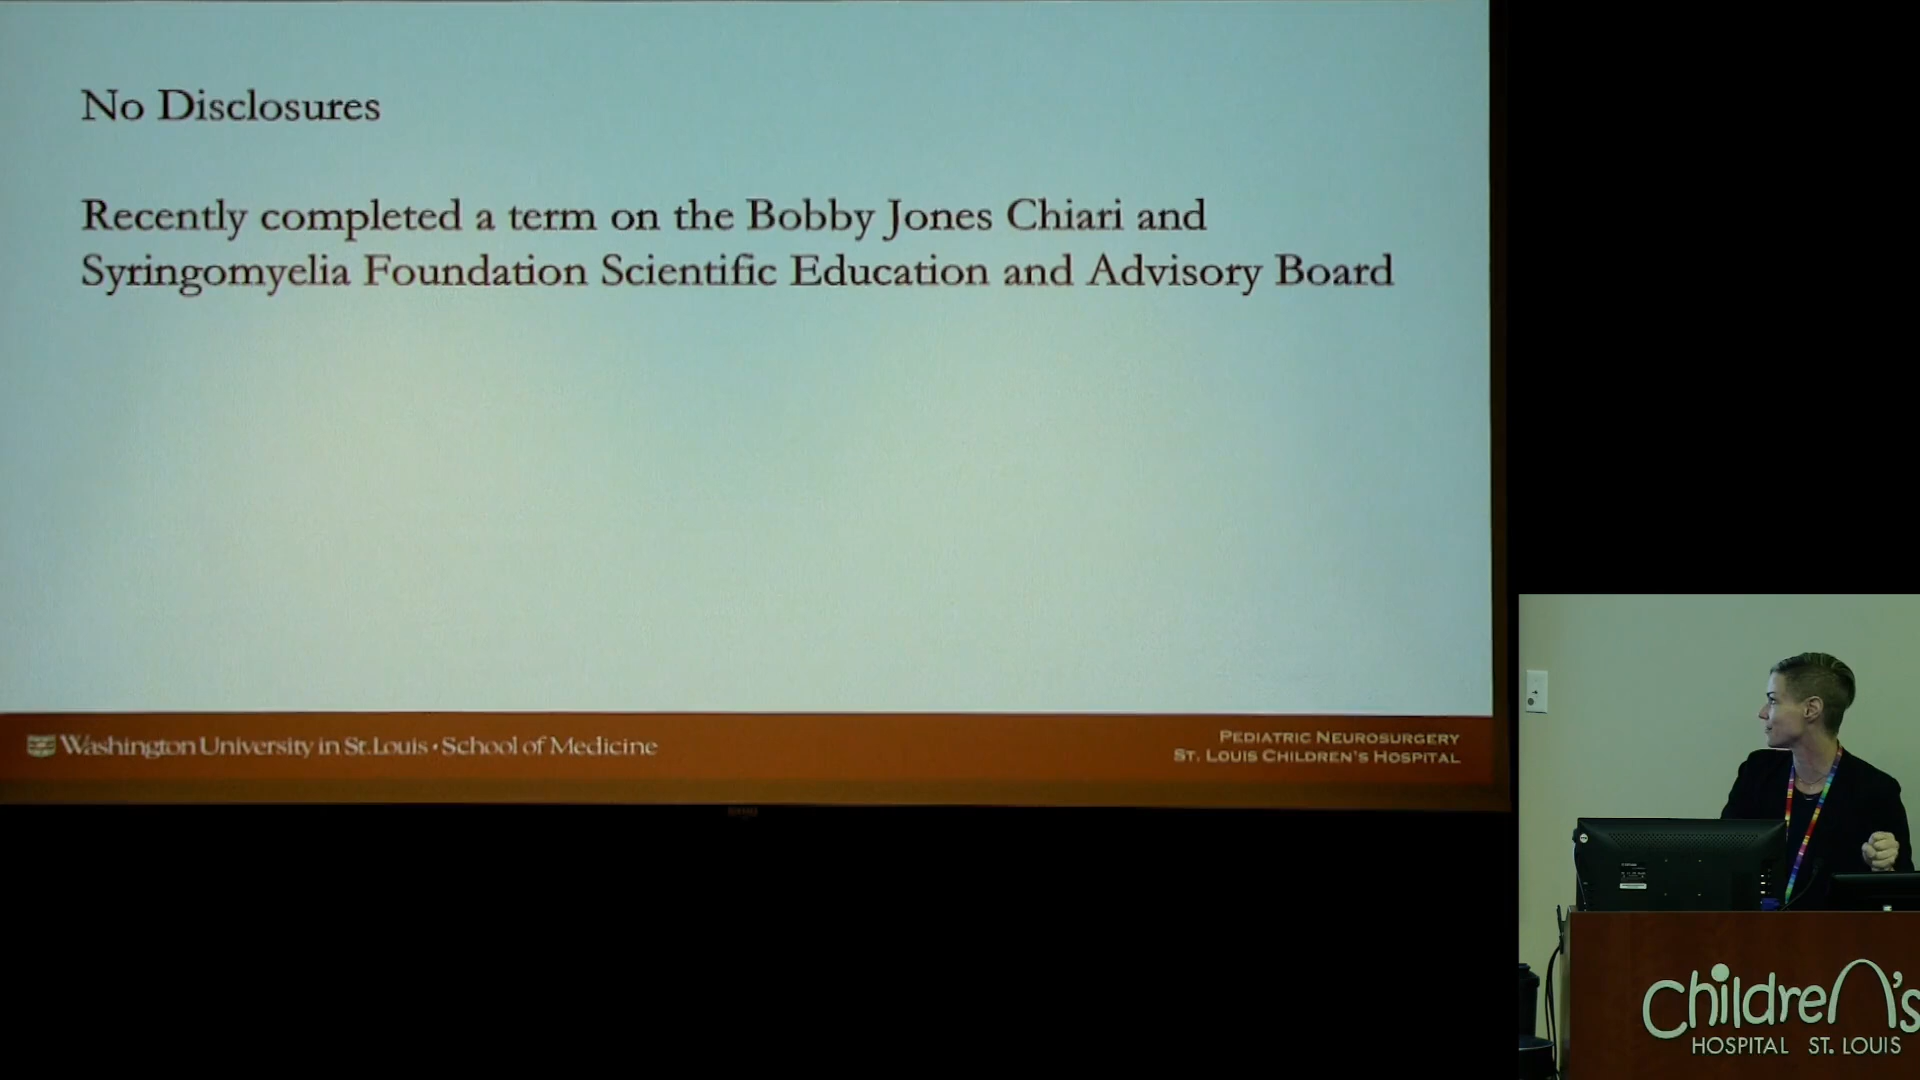 No Disclosures
Recently completed a term on the Bobby Jones Chiari and
Syringomyelia Foundation Scientific Education and Advisory Board
Washington University in St. Louis • School of Medicine
Pediatric Neurosurgery
St. Louis Children's Hospital
Children's
HOSPITAL ST. LOUIS